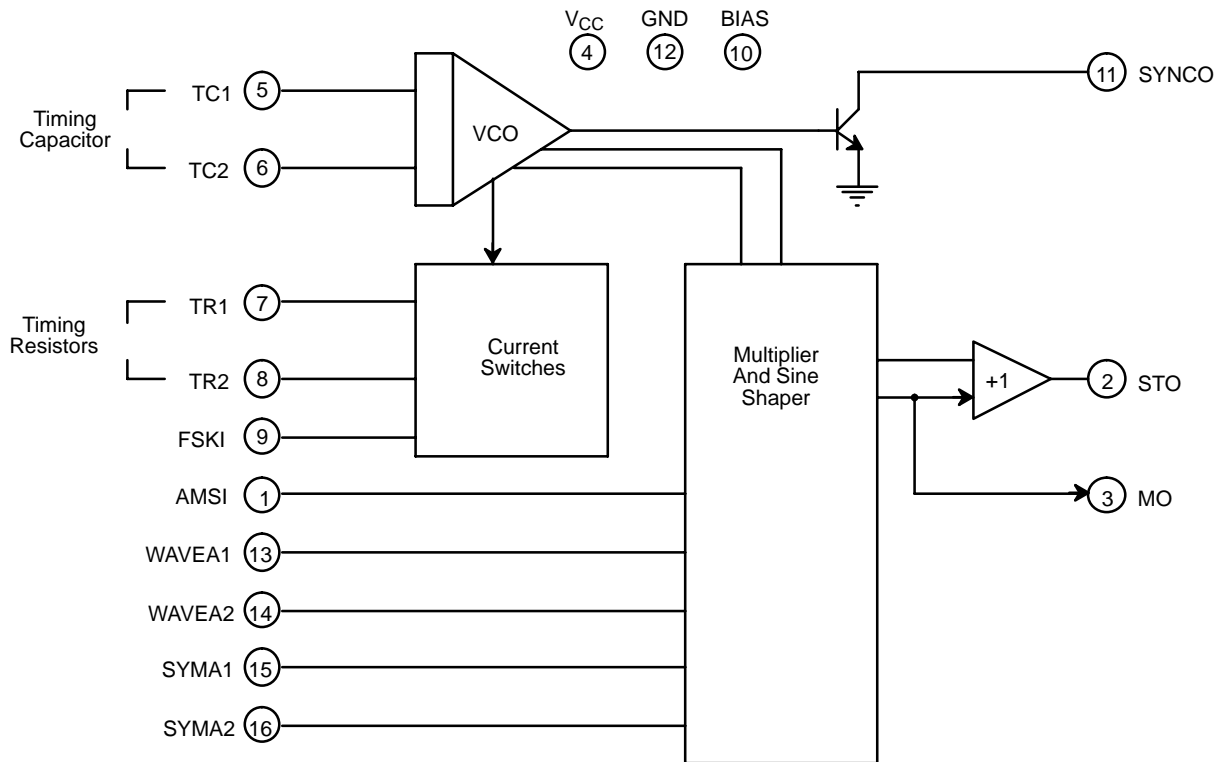 VCC GND BIAS
4 12 10
TC1 5
11 SYNCO
Timing
Capacitor
VCO
TC2 6
TR1 7
Timing
Resistors
Current
Switches
Multiplier
And Sine
Shaper
TR2 8
+1
2 STO
FSKI 9
AMSI 1
3 MO
WAVEA1 13
WAVEA2 14
SYMA1 15
SYMA2 16